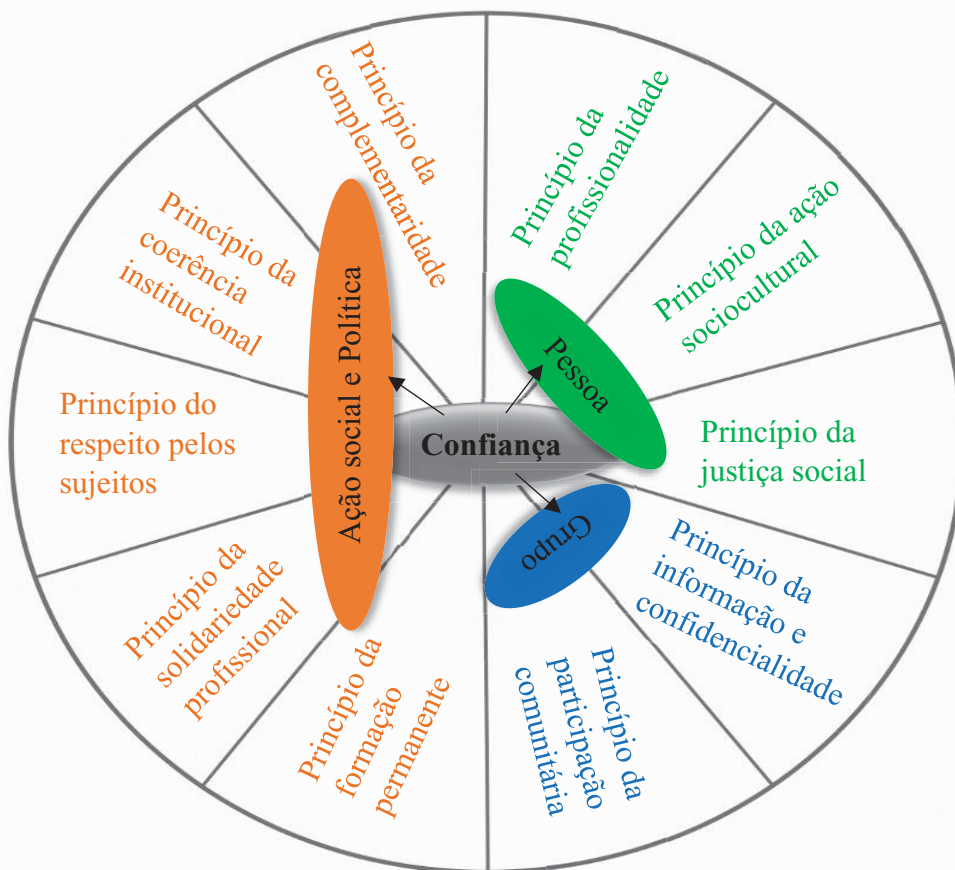 Princípio da
complementaridade
Princípio da
profissionalidade
Princípio da ação
sociocultural
Princípio da
justiça social
Princípio da
informação e
confidencialidade
Princípio da
participação
comunitária
Princípio da
formação
permanente
Princípio da
solidariedade
profissional
Princípio do
respeito pelos
sujeitos
Princípio da
coerência
institucional
Ação social e Política
Confiança
Pessoa
Grupo